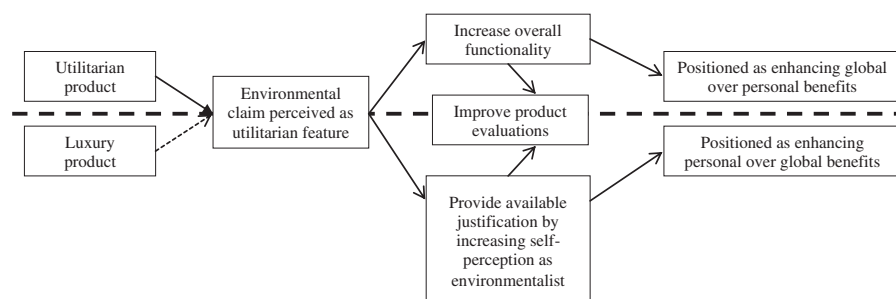 Utilitarian
product
Luxury
product
Environmental
claim perceived as
utilitarian feature
Increase overall
functionality
Improve product
evaluations
Provide available
justification by
increasing self-
perception as
environmentalist
Positioned as enhancing global
over personal benefits
Positioned as enhancing
personal over global benefits